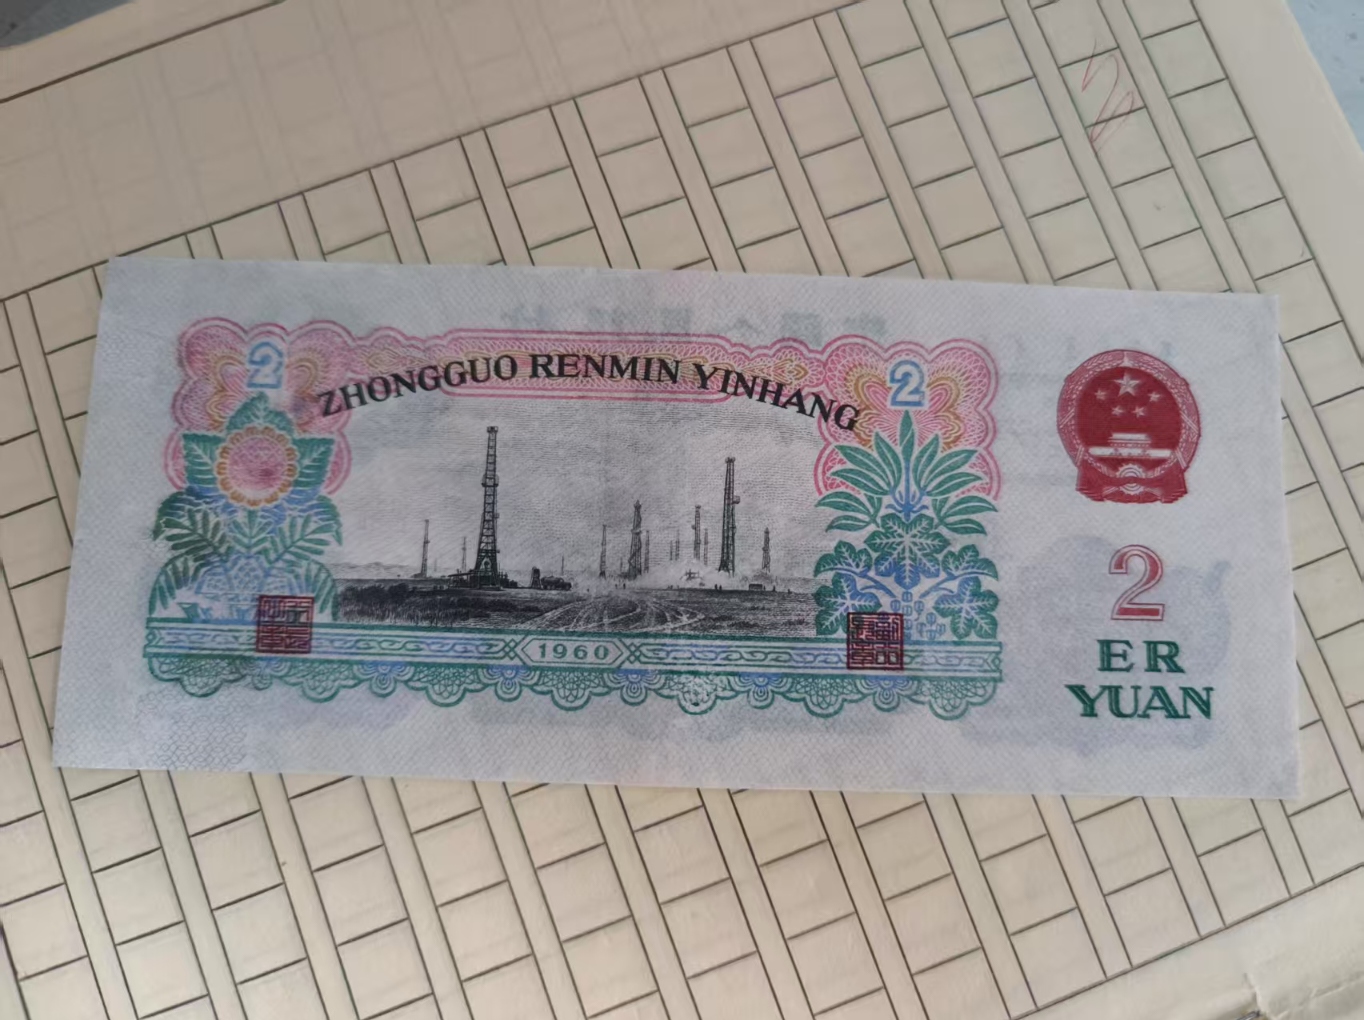 2
2
ZHONGGUO RENMIN YINHANG
1960
2
ER
YUAN